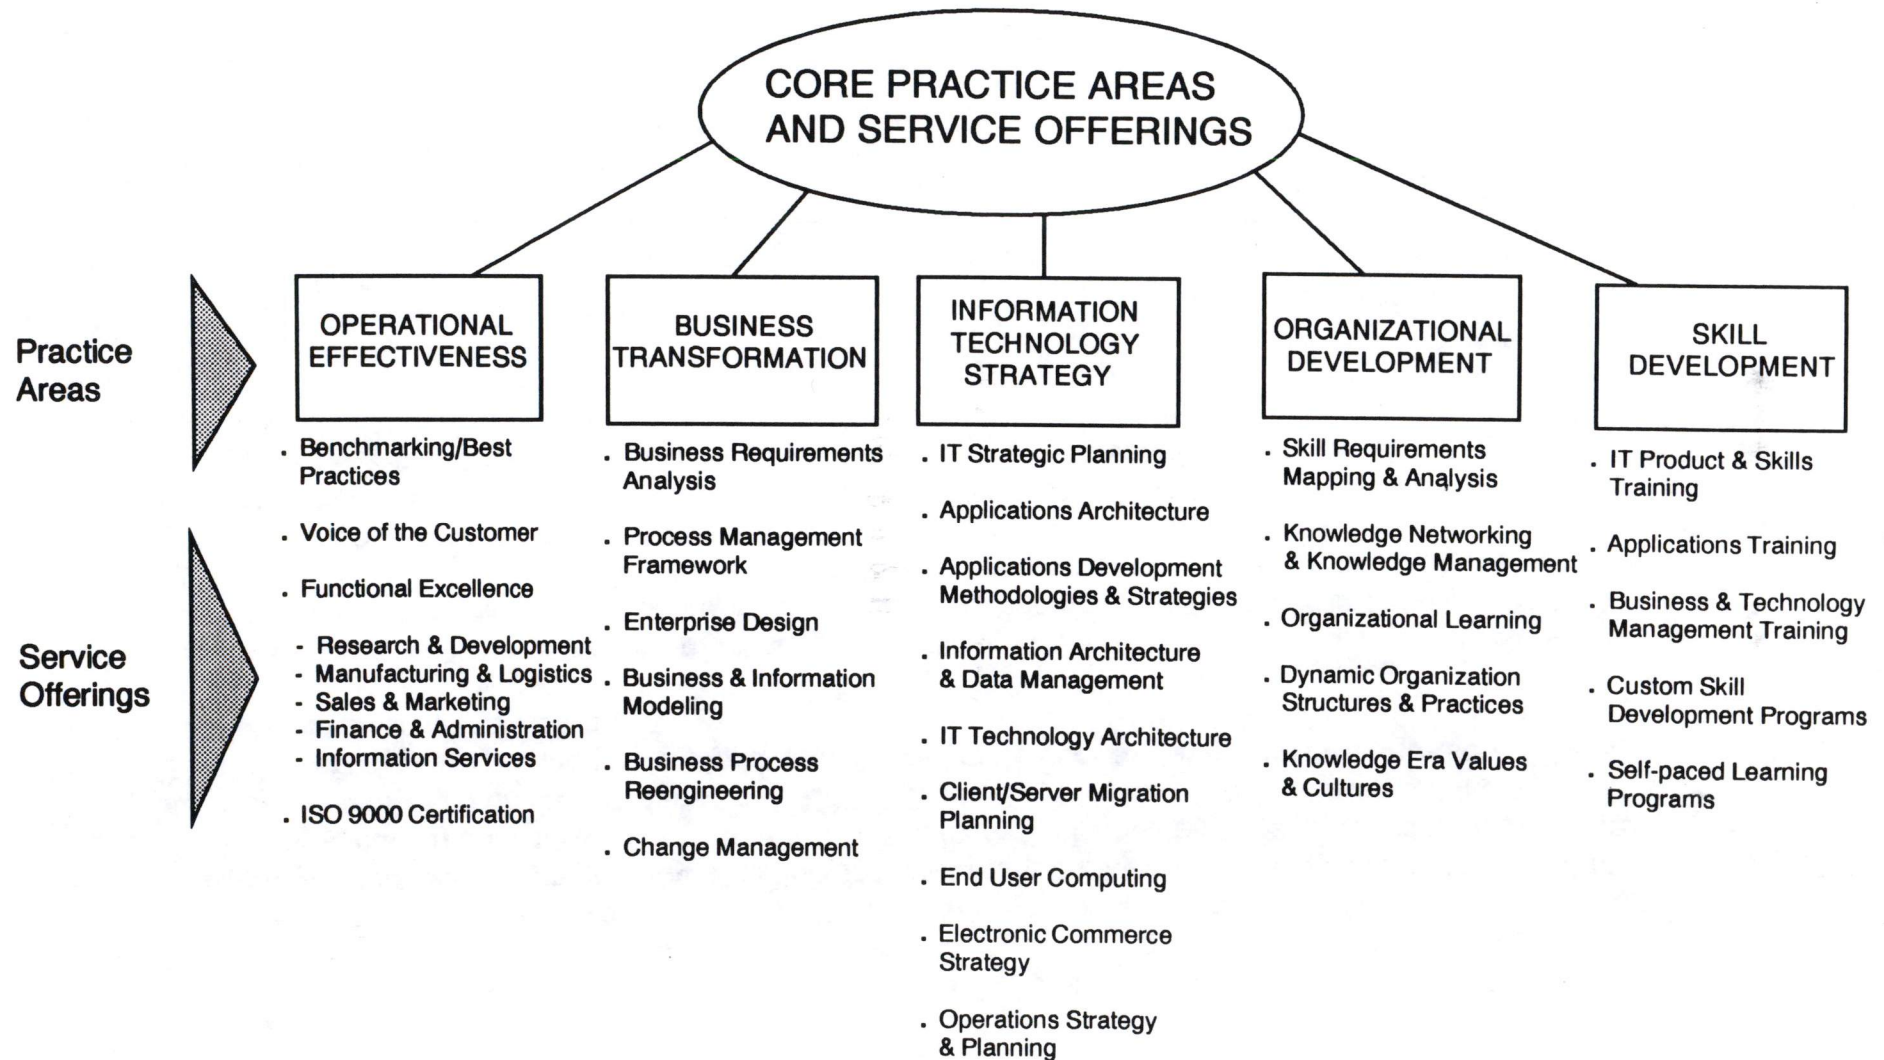 CORE PRACTICE AREAS
AND SERVICE OFFERINGS
Practice
Areas
OPERATIONAL
EFFECTIVENESS
BUSINESS
TRANSFORMATION
INFORMATION
TECHNOLOGY
STRATEGY
ORGANIZATIONAL
DEVELOPMENT
SKILL
DEVELOPMENT
Service
Offerings
. Benchmarking/Best
Practices
. Voice of the Customer
. Functional Excellence
- Research & Development
- Manufacturing & Logistics
- Sales & Marketing
- Finance & Administration
- Information Services
. ISO 9000 Certification
. Business Requirements
Analysis
. Process Management
Framework
. Enterprise Design
. Business & Information
Modeling
. Business Process
Reengineering
. Change Management
. IT Strategic Planning
. Applications Architecture
. Applications Development
Methodologies & Strategies
. Information Architecture
& Data Management
. IT Technology Architecture
. Client/Server Migration
Planning
. End User Computing
. Electronic Commerce
Strategy
. Operations Strategy
& Planning
. Skill Requirements
Mapping & Analysis
. Knowledge Networking
& Knowledge Management
. Organizational Learning
. Dynamic Organization
Structures & Practices
. Knowledge Era Values
& Cultures
. IT Product & Skills
Training
. Applications Training
. Business & Technology
Management Training
. Custom Skill
Development Programs
. Self-paced Learning
Programs